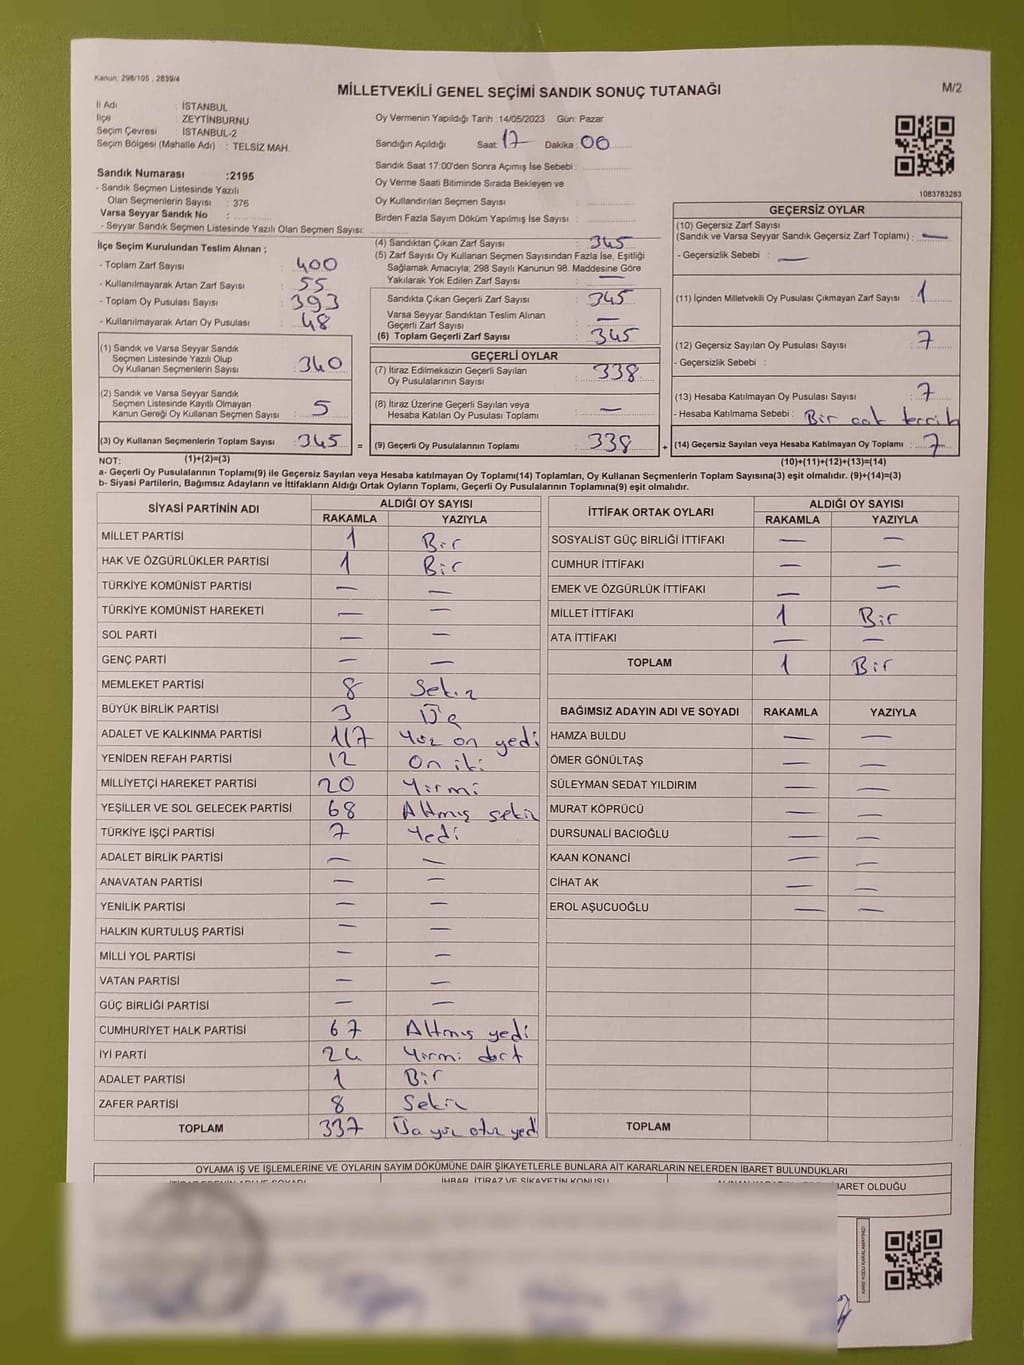 Kanun: 298/105 , 2839/4
MİLLETVEKİLİ GENEL SEÇİMİ SANDIK SONUÇ TUTANAĞI
M/2
İl Adı : İSTANBUL
İlçe : ZEYTİNBURNU
Seçim Çevresi : İSTANBUL-2
Seçim Bölgesi (Mahalle Adı) : TELSİZ MAH.
Oy Vermenin Yapıldığı Tarih :14/05/2023 Gün: Pazar
Sandığın Açıldığı Saat: 17 Dakika: 06
Sandık Saat 17:00'den Sonra Açımış İse Sebebi :
Oy Verme Saati Bitiminde Sırada Bekleyen ve
Oy Kullandırılan Seçmen Sayısı :
Birden Fazla Sayım Döküm Yapılmış İse Sayısı :
1083783283
Sandık Numarası :2195
- Sandık Seçmen Listesinde Yazılı
Olan Seçmenlerin Sayısı : 376
Varsa Seyyar Sandık No :
- Seyyar Sandık Seçmen Listesinde Yazılı Olan Seçmen Sayısı:
İlçe Seçim Kurulundan Teslim Alınan ;
- Toplam Zarf Sayısı : 400
- Kullanılmayarak Artan Zarf Sayısı : 55
- Toplam Oy Pusulası Sayısı : 393
- Kullanılmayarak Artan Oy Pusulası : 48
(1) Sandık ve Varsa Seyyar Sandık
Seçmen Listesinde Yazılı Olup
Oy Kullanan Seçmenlerin Sayısı : 340
(2) Sandık ve Varsa Seyyar Sandık
Seçmen Listesinde Kayıtlı Olmayan
Kanun Gereği Oy Kullanan Seçmen Sayısı : 5
(3) Oy Kullanan Seçmenlerin Toplam Sayısı : 345 =
(1)+(2)=(3)
(4) Sandıktan Çıkan Zarf Sayısı : 345
(5) Zarf Sayısı Oy Kullanan Seçmen Sayısından Fazla İse, Eşitliği
Sağlamak Amacıyla; 298 Sayılı Kanunun 98. Maddesine Göre
Yakılarak Yok Edilen Zarf Sayısı : —
Sandıkta Çıkan Geçerli Zarf Sayısı : 345
Varsa Seyyar Sandıktan Teslim Alınan
Geçerli Zarf Sayısı : —
(6) Toplam Geçerli Zarf Sayısı : 345
GEÇERLİ OYLAR
(7) İtiraz Edilmeksizin Geçerli Sayılan
Oy Pusulalarının Sayısı : 338
(8) İtiraz Üzerine Geçerli Sayılan veya
Hesaba Katılan Oy Pusulası Toplamı : —
(9) Geçerli Oy Pusulalarının Toplamı : 338 +
GEÇERSİZ OYLAR
(10) Geçersiz Zarf Sayısı
(Sandık ve Varsa Seyyar Sandık Geçersiz Zarf Toplamı) : —
- Geçersizlik Sebebi : —
(11) İçinden Milletvekili Oy Pusulası Çıkmayan Zarf Sayısı : 1
(12) Geçersiz Sayılan Oy Pusulası Sayısı : 7
- Geçersizlik Sebebi :
(13) Hesaba Katılmayan Oy Pusulası Sayısı : 7
- Hesaba Katılmama Sebebi : Bir
(14) Geçersiz Sayılan veya Hesaba Katılmayan Oy Toplamı : 7
(10)+(11)+(12)+(13)=(14)
NOT:
a- Geçerli Oy Pusulalarının Toplamı(9) ile Geçersiz Sayılan veya Hesaba katılmayan Oy Toplamı(14) Toplamları, Oy Kullanan Seçmenlerin Toplam Sayısına(3) eşit olmalıdır. (9)+(14)=(3)
b- Siyasi Partilerin, Bağımsız Adayların ve İttifakların Aldığı Ortak Oyların Toplamı, Geçerli Oy Pusulalarının Toplamına(9) eşit olmalıdır.
SİYASİ PARTİNİN ADI ALDIĞI OY SAYISI
RAKAMLA YAZIYLA
MİLLET PARTİSİ 1 Bir
HAK VE ÖZGÜRLÜKLER PARTİSİ 1 Bir
TÜRKİYE KOMÜNİST PARTİSİ — —
TÜRKİYE KOMÜNİST HAREKETİ — —
SOL PARTİ — —
GENÇ PARTİ — —
MEMLEKET PARTİSİ 8 Sekiz
BÜYÜK BİRLİK PARTİSİ 3 Üç
ADALET VE KALKINMA PARTİSİ 117 Yüz on yedi
YENİDEN REFAH PARTİSİ 12 On iki
MİLLİYETÇİ HAREKET PARTİSİ 20 Yirmi
YEŞİLLER VE SOL GELECEK PARTİSİ 68 Altmış sekiz
TÜRKİYE İŞÇİ PARTİSİ 7 Yedi
ADALET BİRLİK PARTİSİ — —
ANAVATAN PARTİSİ — —
YENİLİK PARTİSİ — —
HALKIN KURTULUŞ PARTİSİ — —
MİLLİ YOL PARTİSİ — —
VATAN PARTİSİ — —
GÜÇ BİRLİĞİ PARTİSİ — —
CUMHURİYET HALK PARTİSİ 67 Altmış yedi
İYİ PARTİ 24 Yirmi dört
ADALET PARTİSİ 1 Bir
ZAFER PARTİSİ 8 Sekiz
TOPLAM 337 Üç yüz otuz yedi
İTTİFAK ORTAK OYLARI ALDIĞI OY SAYISI
RAKAMLA YAZIYLA
SOSYALİST GÜÇ BİRLİĞİ İTTİFAKI — —
CUMHUR İTTİFAKI — —
EMEK VE ÖZGÜRLÜK İTTİFAKI — —
MİLLET İTTİFAKI 1 Bir
ATA İTTİFAKI — —
TOPLAM 1 Bir
BAĞIMSIZ ADAYIN ADI VE SOYADI RAKAMLA YAZIYLA
HAMZA BULDU — —
ÖMER GÖNÜLTAŞ — —
SÜLEYMAN SEDAT YILDIRIM — —
MURAT KÖPRÜCÜ — —
DURSUNALİ BACIOĞLU — —
KAAN KONANCİ — —
CİHAT AK — —
EROL AŞUCUOĞLU — —
TOPLAM
OYLAMA İŞ VE İŞLEMLERİNE VE OYLARIN SAYIM DÖKÜMÜNE DAİR ŞİKAYETLERLE BUNLARA AİT KARARLARIN NELERDEN İBARET BULUNDUKLARI
İHBAR, İTİRAZ VE ŞİKAYETİN KONUSU
İBARET OLDUĞU